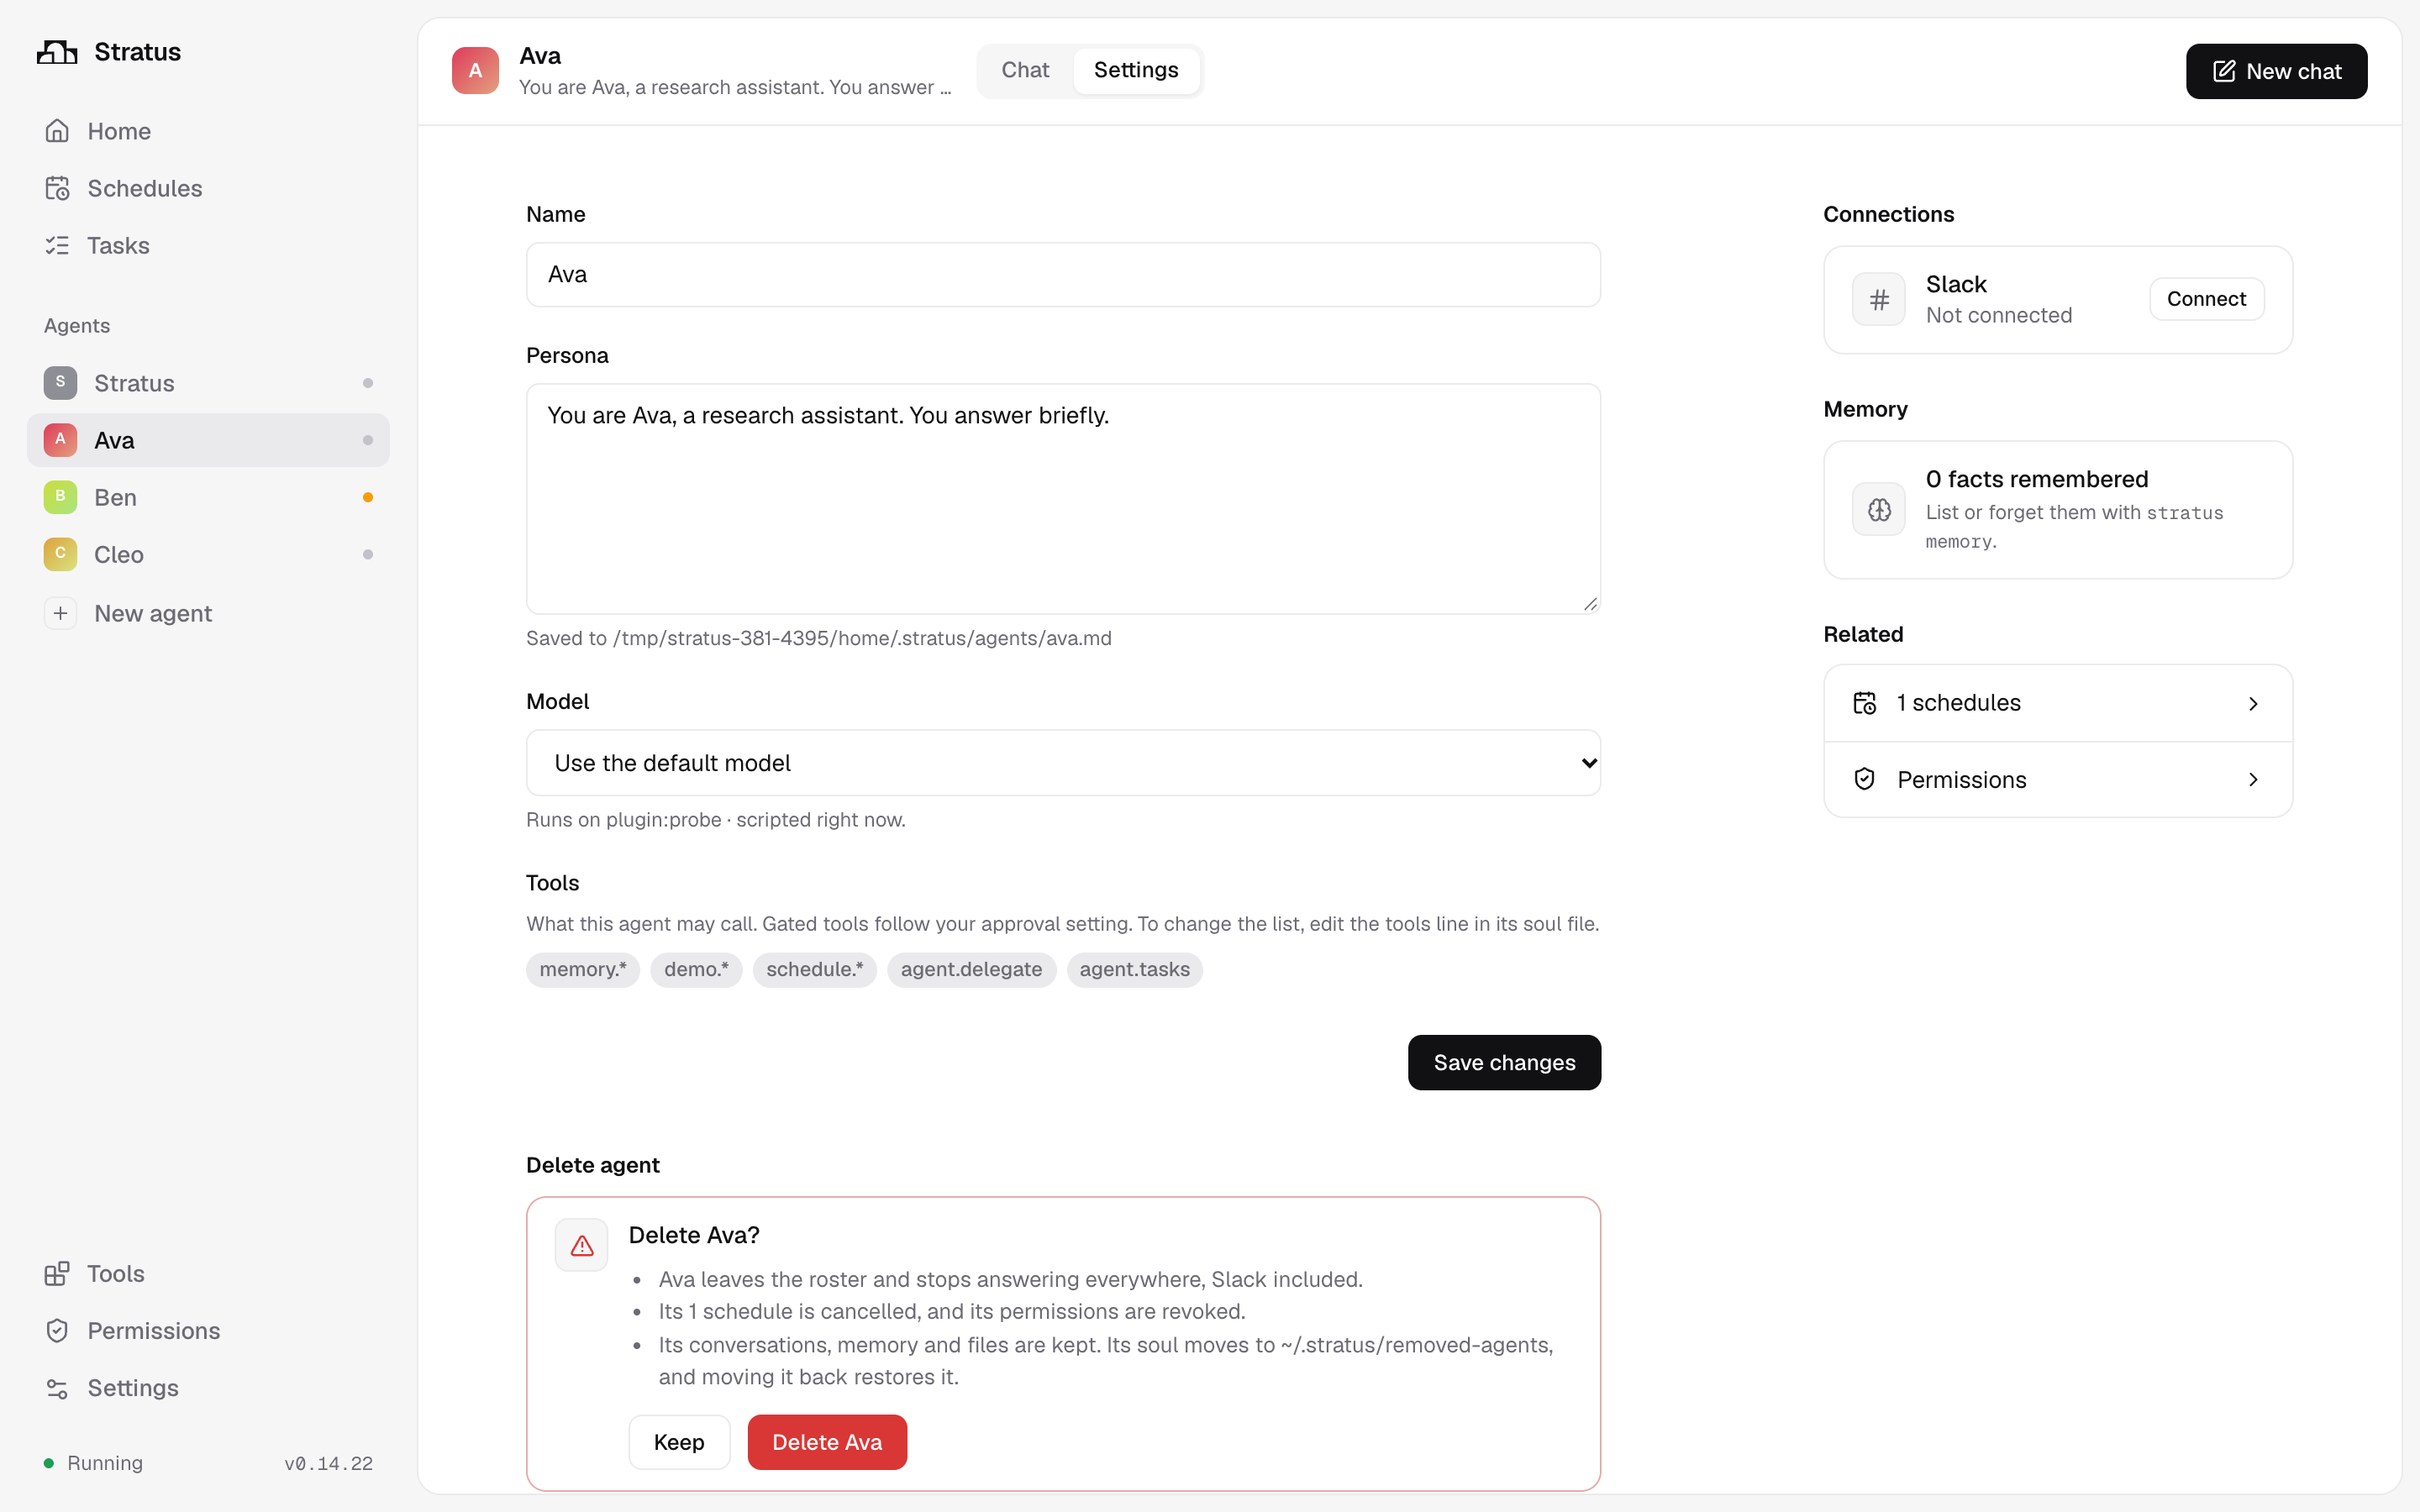 Stratus
Home
Schedules
Tasks
Agents
S Stratus
A Ava
B Ben
C Cleo
New agent
Tools
Permissions
Settings
Running v0.14.22
A Ava
You are Ava, a research assistant. You answer ...
Chat Settings
New chat
Name
Ava
Persona
You are Ava, a research assistant. You answer briefly.
Saved to /tmp/stratus-381-4395/home/.stratus/agents/ava.md
Model
Use the default model
Runs on plugin:probe · scripted right now.
Tools
What this agent may call. Gated tools follow your approval setting. To change the list, edit the tools line in its soul file.
memory.* demo.* schedule.* agent.delegate agent.tasks
Save changes
Delete agent
Delete Ava?
• Ava leaves the roster and stops answering everywhere, Slack included.
• Its 1 schedule is cancelled, and its permissions are revoked.
• Its conversations, memory and files are kept. Its soul moves to ~/.stratus/removed-agents,
and moving it back restores it.
Keep Delete Ava
Connections
Slack
Not connected
Connect
Memory
0 facts remembered
List or forget them with stratus
memory.
Related
1 schedules
Permissions